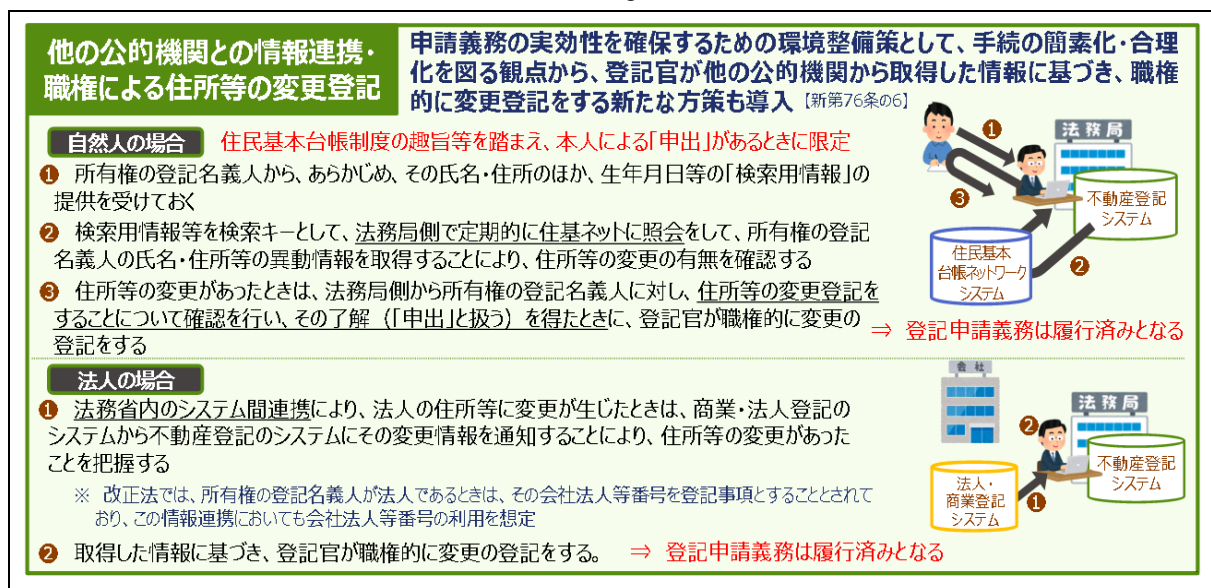 他の公的機関との情報連携・
職権による住所等の変更登記
申請義務の実効性を確保するための環境整備策として、手続の簡素化・合理
化を図る観点から、登記官が他の公的機関から取得した情報に基づき、職権
的に変更登記をする新たな方策も導入【新第76条の6】
自然人の場合 住民基本台帳制度の趣旨等を踏まえ、本人による「申出」があるときに限定
❶ 所有権の登記名義人から、あらかじめ、その氏名・住所のほか、生年月日等の「検索用情報」の
提供を受けておく
❷ 検索用情報等を検索キーとして、法務局側で定期的に住基ネットに照会をして、所有権の登記
名義人の氏名・住所等の異動情報を取得することにより、住所等の変更の有無を確認する
❸ 住所等の変更があったときは、法務局側から所有権の登記名義人に対し、住所等の変更登記を
することについて確認を行い、その了解（「申出」と扱う）を得たときに、登記官が職権的に変更の
登記をする
⇒ 登記申請義務は履行済みとなる
❶
法務局
❸
不動産登記
システム
住民基本
台帳ネットワーク
システム
❷
法人の場合
❶ 法務省内のシステム間連携により、法人の住所等に変更が生じたときは、商業・法人登記の
システムから不動産登記のシステムにその変更情報を通知することにより、住所等の変更があった
ことを把握する
※ 改正法では、所有権の登記名義人が法人であるときは、その会社法人等番号を登記事項とすることとされて
おり、この情報連携においても会社法人等番号の利用を想定
❷ 取得した情報に基づき、登記官が職権的に変更の登記をする。 ⇒ 登記申請義務は履行済みとなる
会社
法務局
❷
不動産登記
システム
法人・
商業登記
システム
❶